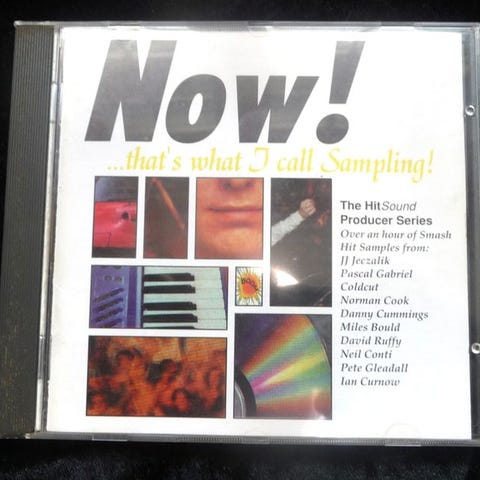 Now!
...that's what I call Sampling!
The HitSound
Producer Series
Over an hour of Smash
Hit Samples from:
JJ Jeczalik
Pascal Gabriel
Coldcut
Norman Cook
Danny Cummings
Miles Bould
David Ruffy
Neil Conti
Pete Gleadall
Ian Curnow